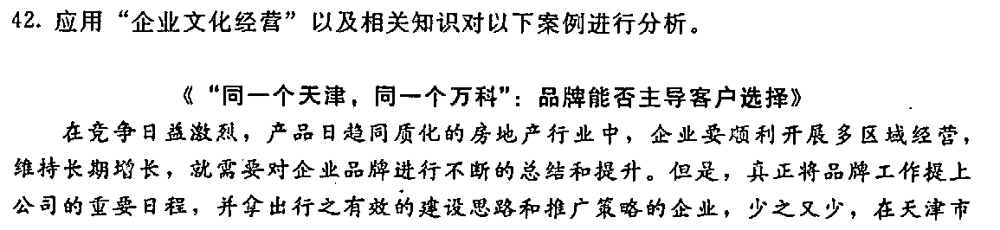 42. 应用“企业文化经营”以及相关知识对以下案例进行分析。
《“同一个天津，同一个万科”：品牌能否主导客户选择》
在竞争日益激烈，产品日趋同质化的房地产行业中，企业要顺利开展多区域经营，
维持长期增长，就需要对企业品牌进行不断的总结和提升。但是，真正将品牌工作提上
公司的重要日程，并拿出行之有效的建设思路和推广策略的企业，少之又少，在天津市